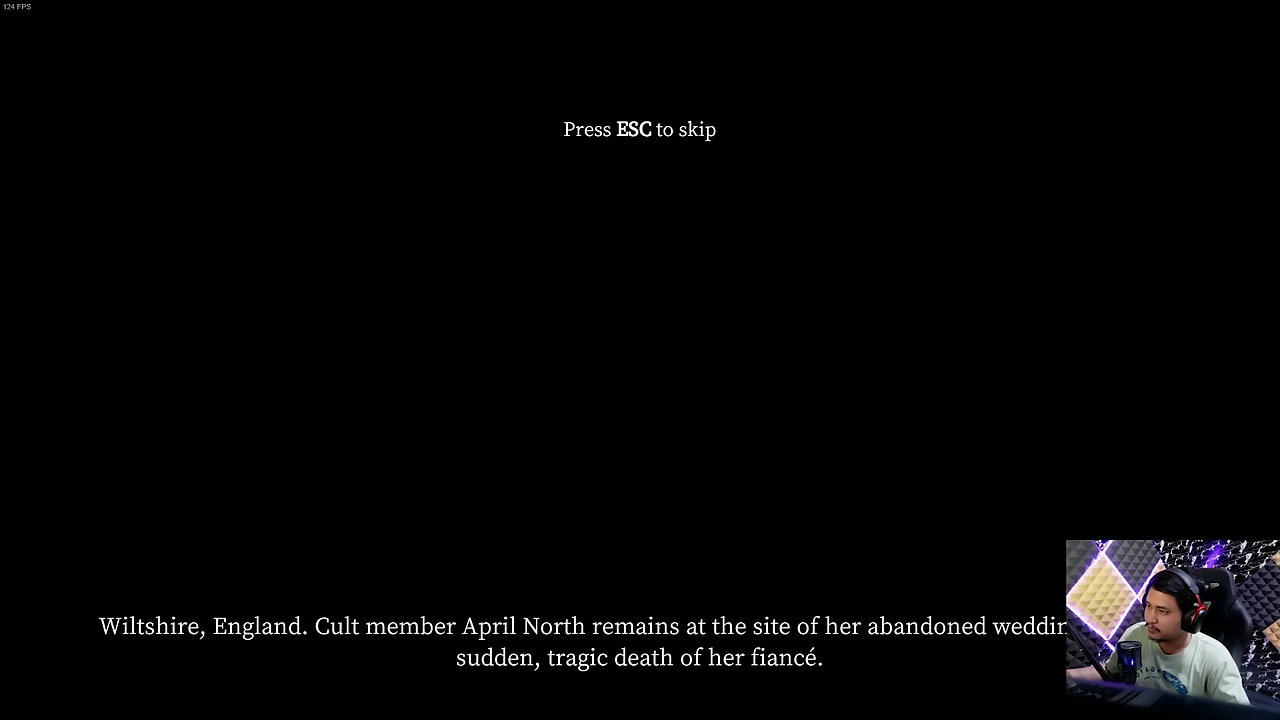 124 FPS
Press ESC to skip
Wiltshire, England. Cult member April North remains at the site of her abandoned
sudden, tragic death of her fiancé.